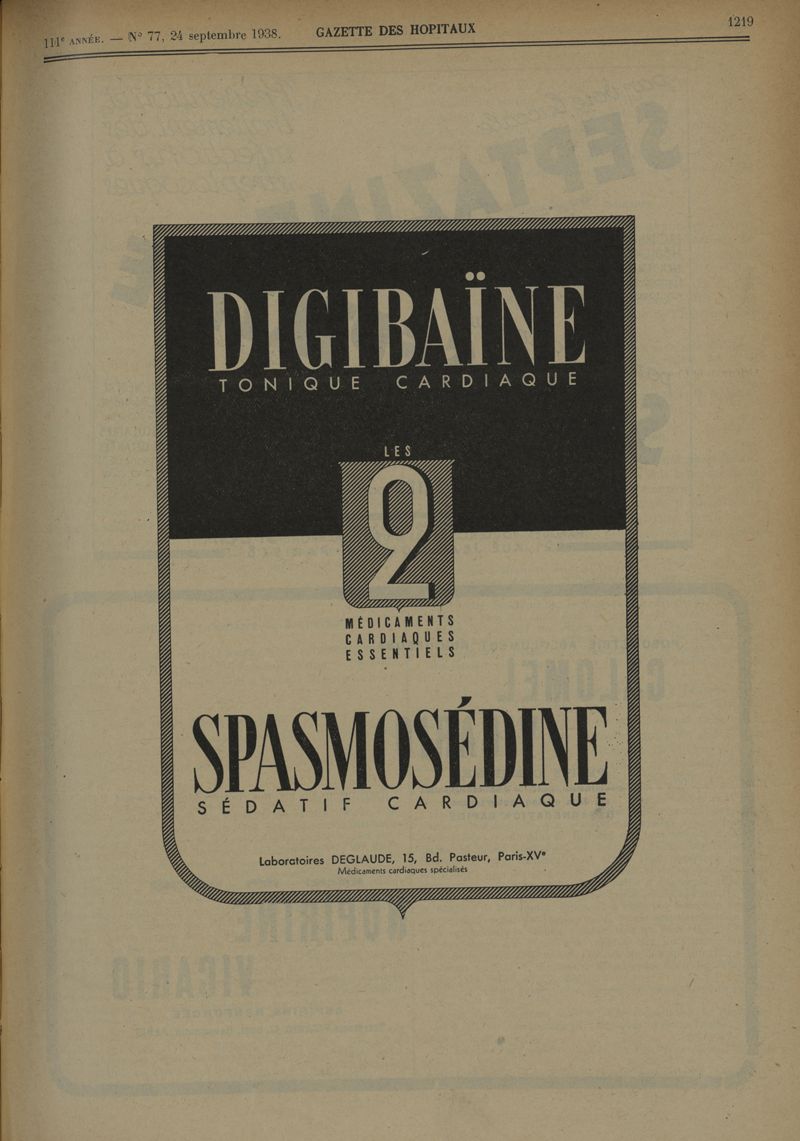 111e ANNÉE. — N° 77, 24 septembre 1938. GAZETTE DES HOPITAUX 1219
DIGIBAÏNE
TONIQUE CARDIAQUE
LES
2
MÉDICAMENTS
CARDIAQUES
ESSENTIELS
SPASMOSÉDINE
SÉDATIF CARDIAQUE
Laboratoires DEGLAUDE, 15, Bd. Pasteur, Paris-XVe
Médicaments cardiaques spécialisés